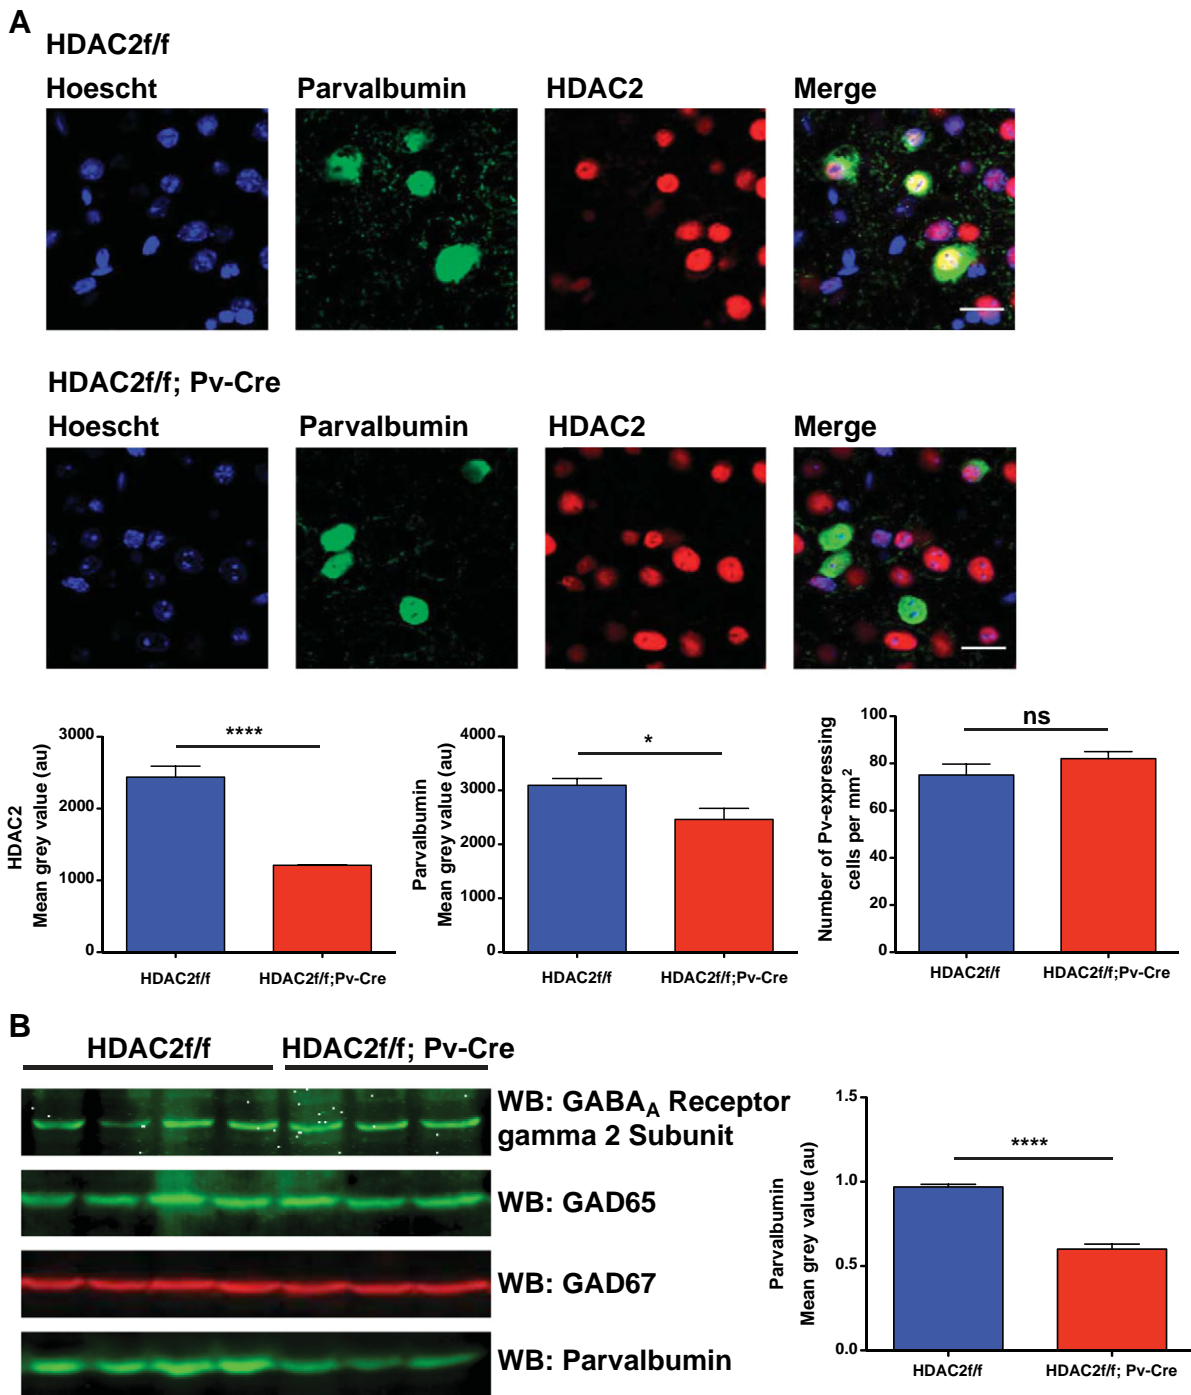 A
HDAC2f/f
Hoescht Parvalbumin HDAC2 Merge
HDAC2f/f; Pv-Cre
Hoescht Parvalbumin HDAC2 Merge
HDAC2
Mean grey value (au)
3000
2000
1000
0
****
HDAC2f/f HDAC2f/f;Pv-Cre
Parvalbumin
Mean grey value (au)
4000
3000
2000
1000
0
*
HDAC2f/f HDAC2f/f;Pv-Cre
Number of Pv-expressing
cells per mm2
100
80
60
40
20
0
ns
HDAC2f/f HDAC2f/f;Pv-Cre
B
HDAC2f/f HDAC2f/f; Pv-Cre
WB: GABAA Receptor
gamma 2 Subunit
WB: GAD65
WB: GAD67
WB: Parvalbumin
Parvalbumin
Mean grey value (au)
1.5
1.0
0.5
0.0
****
HDAC2f/f HDAC2f/f; Pv-Cre